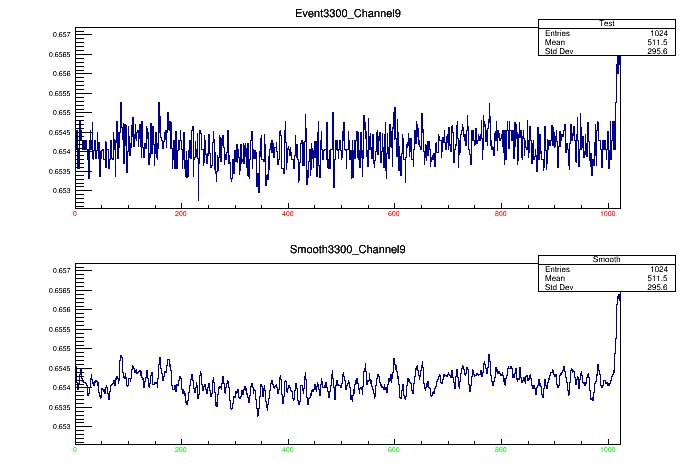 Event3300_Channel9
Test
Entries 1024
Mean 511.5
Std Dev 295.6
0.657
0.6565
0.656
0.6555
0.655
0.6545
0.654
0.6535
0.653
0 200 400 600 800 1000
Smooth3300_Channel9
Smooth
Entries 1024
Mean 511.5
Std Dev 295.6
0.657
0.6565
0.656
0.6555
0.655
0.6545
0.654
0.6535
0.653
0 200 400 600 800 1000